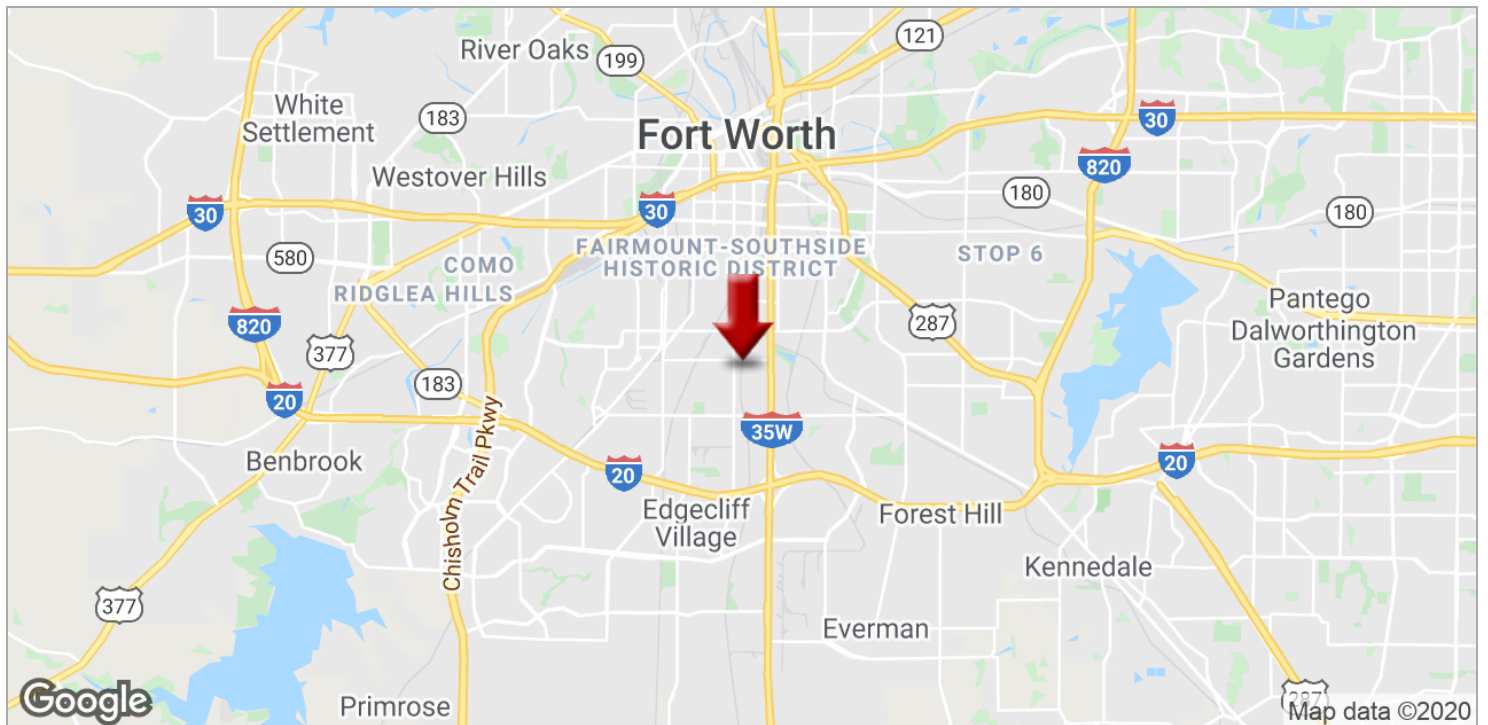 River Oaks
199
121
White
Settlement
183
Fort Worth
30
820
Westover Hills
180
30
30
180
580
FAIRMOUNT-SOUTHSIDE
HISTORIC DISTRICT
STOP 6
COMO
RIDGLEA HILLS
Pantego
820
287
Dalworthington
Gardens
377
183
20
35W
Benbrook
20
20
Chisholm Trail Pkwy
Edgecliff
Village
Forest Hill
Kennedale
377
Everman
Google
Primrose
287
Map data ©2020